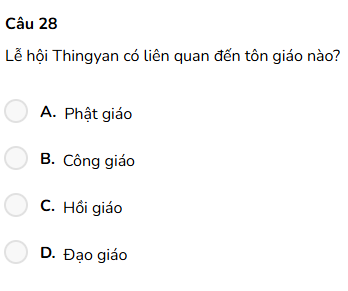 Câu 28
Lễ hội Thingyan có liên quan đến tôn giáo nào?
A. Phật giáo
B. Công giáo
C. Hồi giáo
D. Đạo giáo